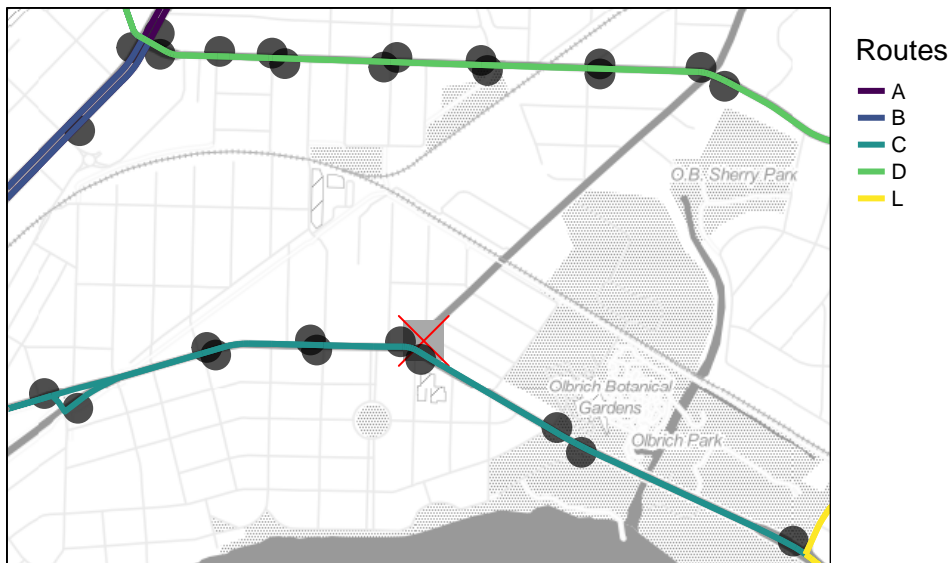 Routes
A
B
C
D
L
O.B. Sherry Park
Olbrich Botanical
Gardens
Olbrich Park